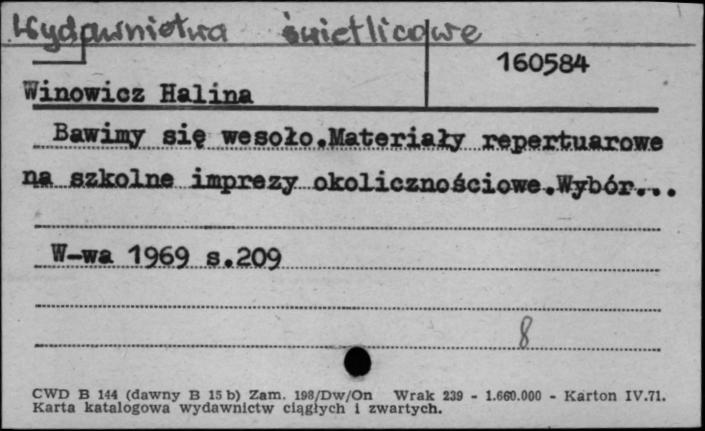 Wydawnictwa świetlicowe
160584
Winowicz Halina
Bawimy się wesoło.Materiały repertuarowe
na szkolne imprezy okolicznościowe.Wybór...
W-wa 1969 s.209
8
CWD B 144 (dawny B 15 b) Zam. 198/Dw/On Wrak 239 - 1.660.000 - Karton IV.71.
Karta katalogowa wydawnictw ciągłych i zwartych.